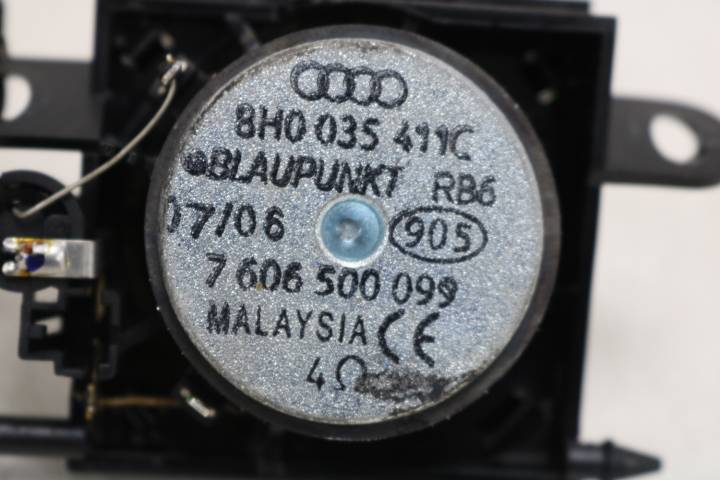 8H0 035 411C
BLAUPUNKT RB6
07/06 905
7 606 500 099
MALAYSIA CE
4Ω